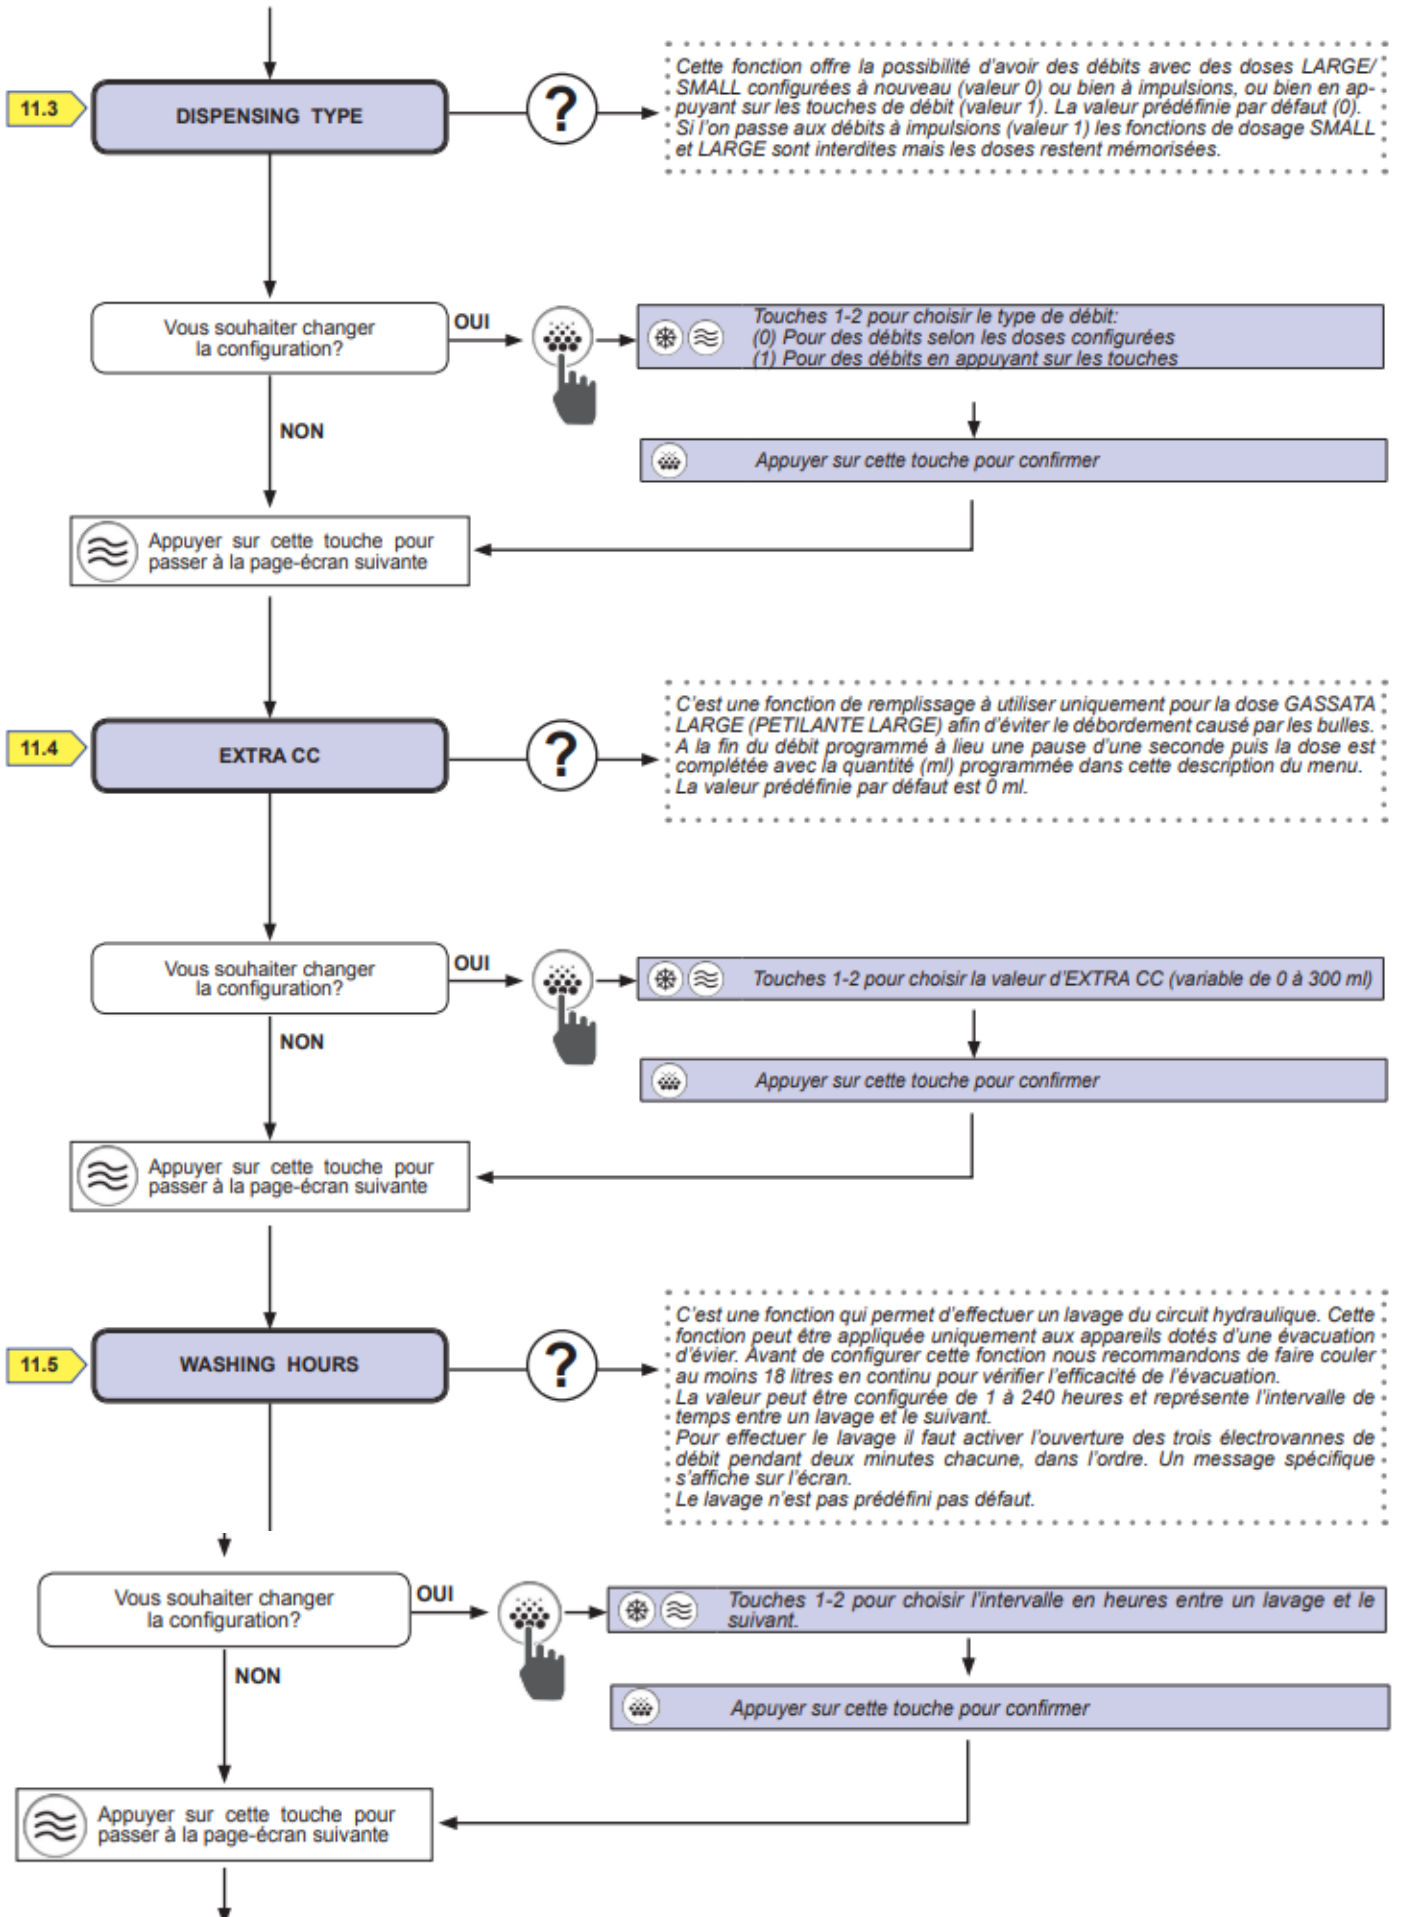 11.3
DISPENSING TYPE
?
Cette fonction offre la possibilité d'avoir des débits avec des doses LARGE/
SMALL configurées à nouveau (valeur 0) ou bien à impulsions, ou bien en ap-
puyant sur les touches de débit (valeur 1). La valeur prédéfinie par défaut (0).
Si l'on passe aux débits à impulsions (valeur 1) les fonctions de dosage SMALL
et LARGE sont interdites mais les doses restent mémorisées.
Vous souhaiter changer
la configuration?
OUI
Touches 1-2 pour choisir le type de débit:
(0) Pour des débits selon les doses configurées
(1) Pour des débits en appuyant sur les touches
NON
Appuyer sur cette touche pour confirmer
Appuyer sur cette touche pour
passer à la page-écran suivante
11.4
EXTRA CC
?
C'est une fonction de remplissage à utiliser uniquement pour la dose GASSATA
LARGE (PETILANTE LARGE) afin d'éviter le débordement causé par les bulles.
A la fin du débit programmé à lieu une pause d'une seconde puis la dose est
complétée avec la quantité (ml) programmée dans cette description du menu.
La valeur prédéfinie par défaut est 0 ml.
Vous souhaiter changer
la configuration?
OUI
Touches 1-2 pour choisir la valeur d'EXTRA CC (variable de 0 à 300 ml)
NON
Appuyer sur cette touche pour confirmer
Appuyer sur cette touche pour
passer à la page-écran suivante
11.5
WASHING HOURS
?
C'est une fonction qui permet d'effectuer un lavage du circuit hydraulique. Cette
fonction peut être appliquée uniquement aux appareils dotés d'une évacuation
d'évier. Avant de configurer cette fonction nous recommandons de faire couler
au moins 18 litres en continu pour vérifier l'efficacité de l'évacuation.
La valeur peut être configurée de 1 à 240 heures et représente l'intervalle de
temps entre un lavage et le suivant.
Pour effectuer le lavage il faut activer l'ouverture des trois électrovannes de
débit pendant deux minutes chacune, dans l'ordre. Un message spécifique
s'affiche sur l'écran.
Le lavage n'est pas prédéfini pas défaut.
Vous souhaiter changer
la configuration?
OUI
Touches 1-2 pour choisir l'intervalle en heures entre un lavage et le
suivant.
NON
Appuyer sur cette touche pour confirmer
Appuyer sur cette touche pour
passer à la page-écran suivante